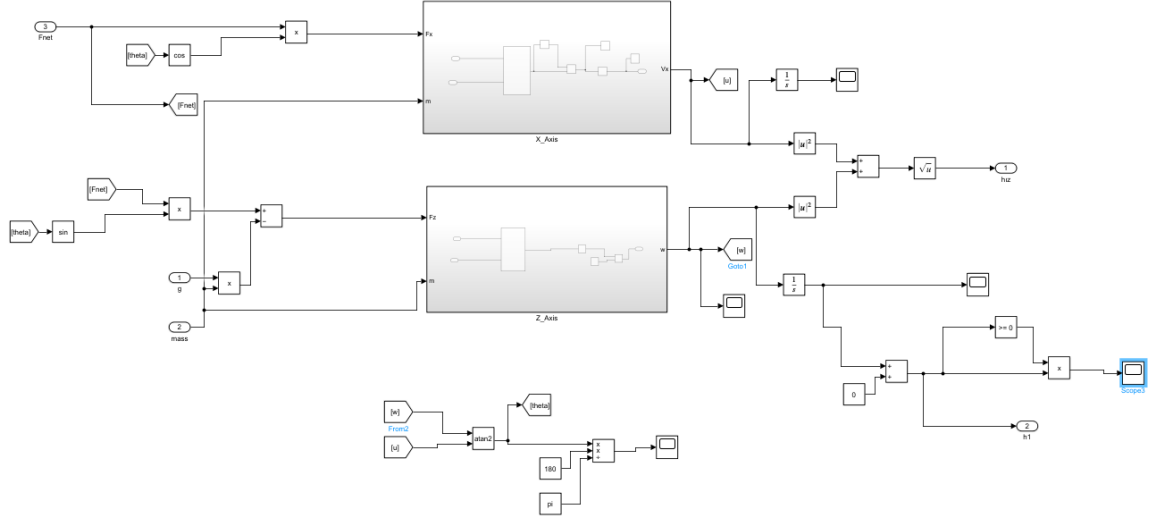 3
Fnet
[theta]
cos
x
[Fnet]
Fx
m
Vx
X_Axis
[u]
1
s
|u|²
+
+
√u
1
hız
[Fnet]
[theta]
sin
x
+
−
1
g
x
2
mass
Fz
m
w
Z_Axis
|u|²
[w]
Goto1
1
s
>= 0
+
+
0
x
Scope3
2
h1
[w]
From2
[u]
atan2
[theta]
180
pi
x
x
÷